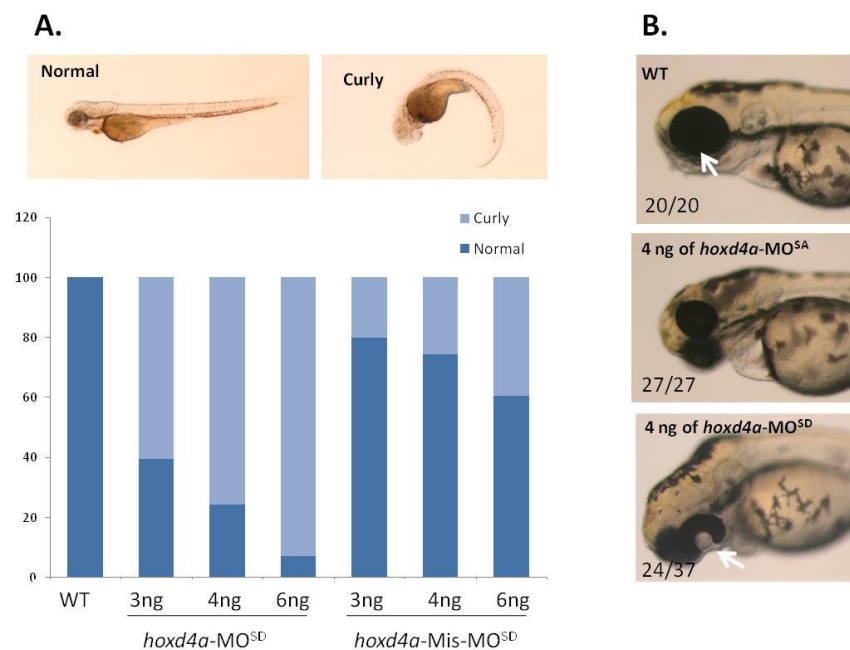 A.
Normal
Curly
120
Curly
Normal
100
80
60
40
20
0
WT 3ng 4ng 6ng 3ng 4ng 6ng
hoxd4a-MOSD hoxd4a-Mis-MOSD
B.
WT
20/20
4 ng of hoxd4a-MOSA
27/27
4 ng of hoxd4a-MOSD
24/37